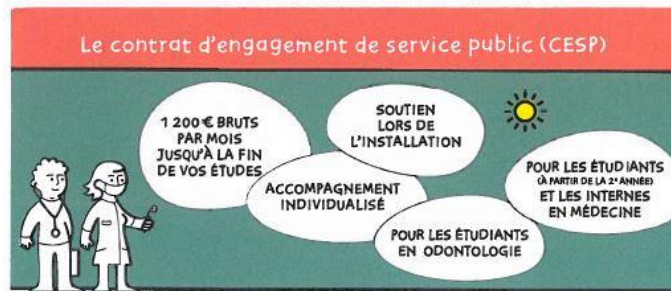 Le contrat d'engagement de service public (CESP)
1 200 € BRUTS
PAR MOIS
JUSQU'À LA FIN
DE VOS ÉTUDES
SOUTIEN
LORS DE
L'INSTALLATION
ACCOMPAGNEMENT
INDIVIDUALISÉ
POUR LES ÉTUDIANTS
EN ODONTOLOGIE
POUR LES ÉTUDIANTS
(À PARTIR DE LA 2e ANNÉE)
ET LES INTERNES
EN MÉDECINE